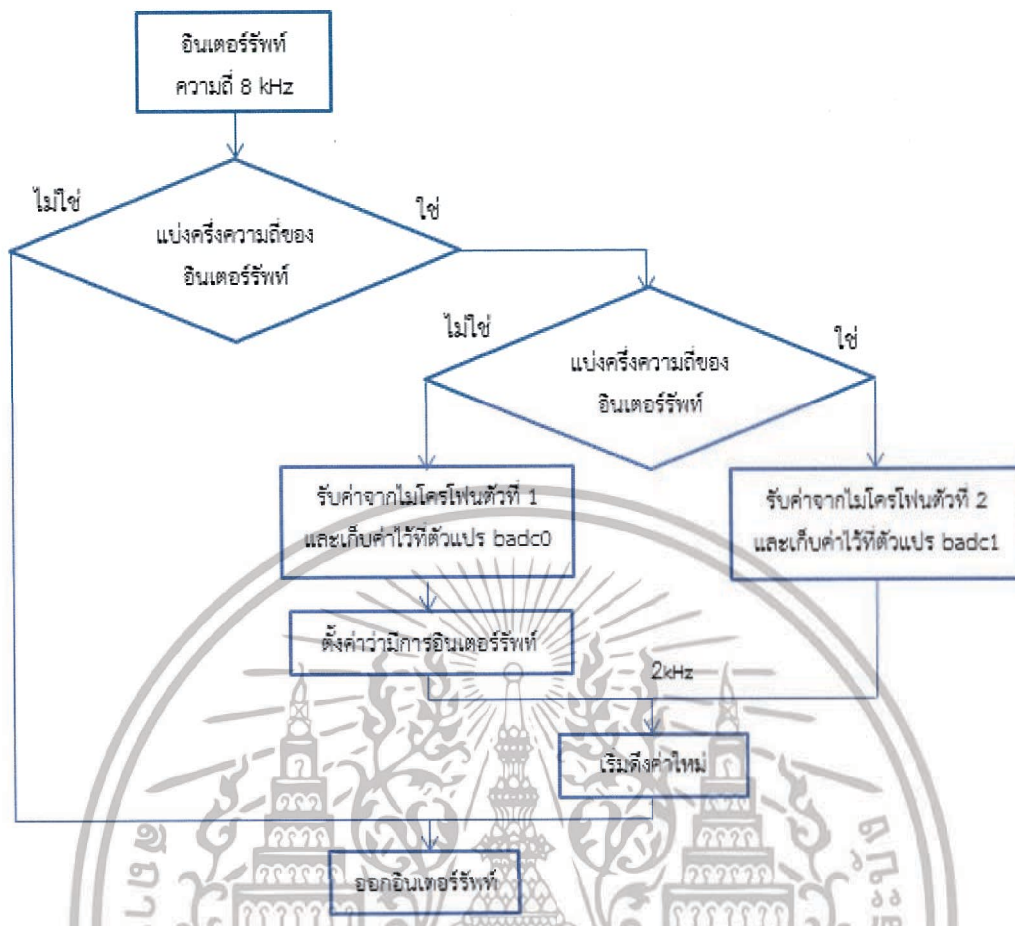 อินเตอร์รัพท์
ความถี่ 8 kHz
ไม่ใช่
ใช่
แบ่งครึ่งความถี่ของ
อินเตอร์รัพท์
ไม่ใช่
ใช่
แบ่งครึ่งความถี่ของ
อินเตอร์รัพท์
รับค่าจากไมโครโฟนตัวที่ 1
และเก็บค่าไว้ที่ตัวแปร badc0
รับค่าจากไมโครโฟนตัวที่ 2
และเก็บค่าไว้ที่ตัวแปร badc1
ตั้งค่าว่ามีการอินเตอร์รัพท์
2kHz
เริ่มดึงค่าใหม่
ออกอินเทอร์รัพท์